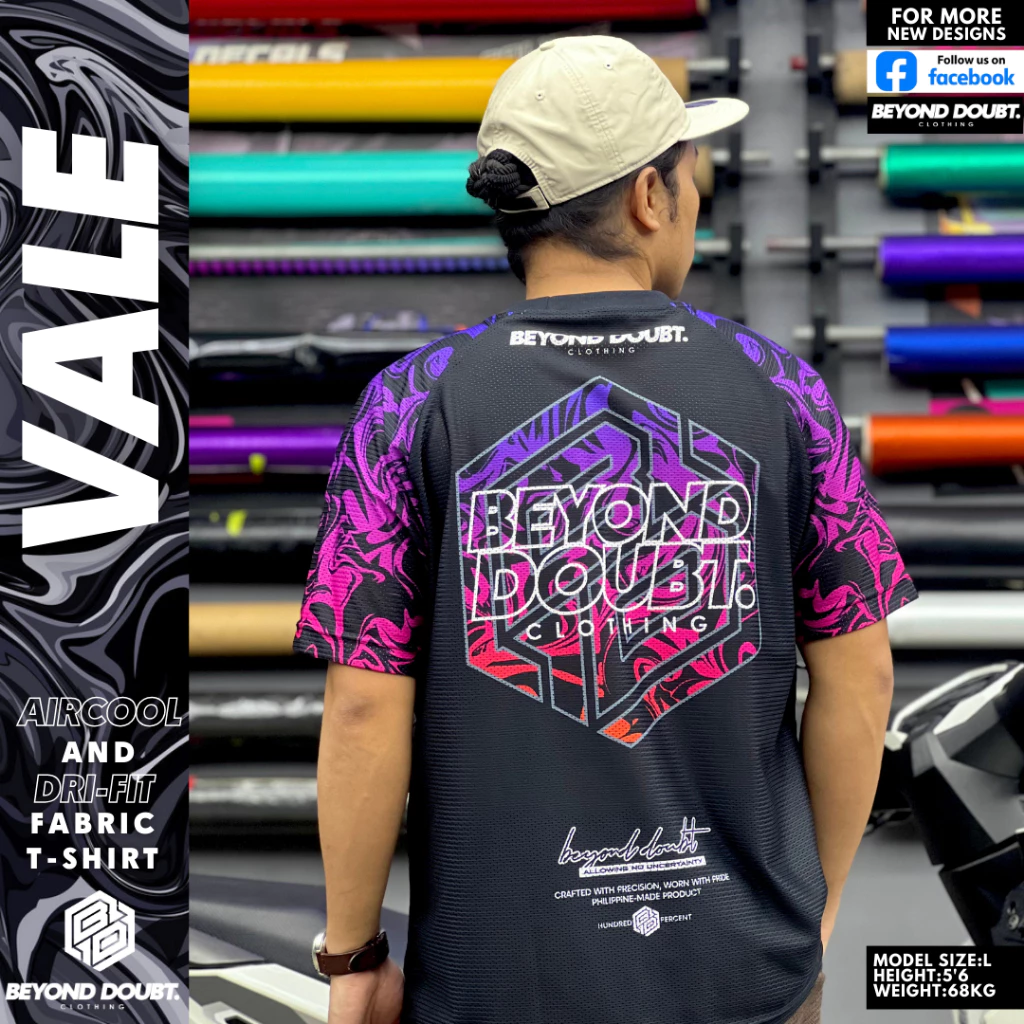 VALE
AIRCOOL
AND
DRI-FIT
FABRIC
T-SHIRT
BEYOND DOUBT.
CLOTHING
DECALS
FOR MORE
NEW DESIGNS
Follow us on
facebook
BEYOND DOUBT.
CLOTHING
BEYOND DOUBT.
CLOTHING
BEYOND
DOUBT.
CLOTHING
beyond doubt
ALLOWING NO UNCERTAINTY
CRAFTED WITH PRECISION, WORN WITH PRIDE
PHILIPPINE-MADE PRODUCT
HUNDRED PERCENT
MODEL SIZE:L
HEIGHT:5'6
WEIGHT:68KG